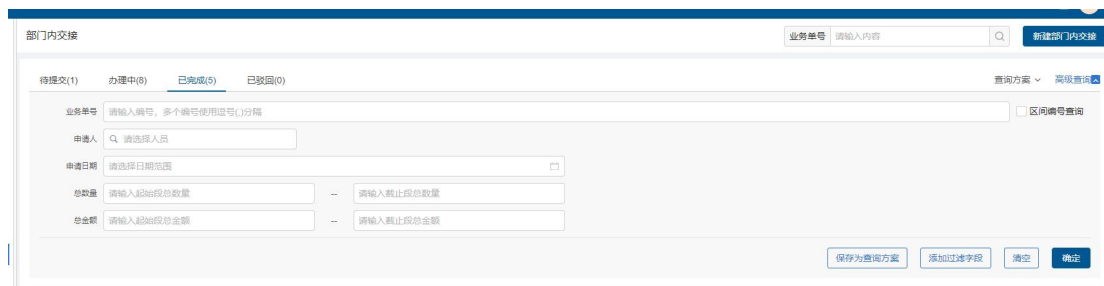 部门内交接 业务单号 请输入内容 新建部门内交接
待提交(1) 办理中(8) 已完成(5) 已驳回(0) 查询方案 高级查询
业务单号 请输入编号，多个编号使用逗号(,)分隔 区间编号查询
申请人 请选择人员
申请日期 请选择日期范围
总数量 请输入起始段总数量 -- 请输入截止段总数量
总金额 请输入起始段总金额 -- 请输入截止段总金额
保存为查询方案 添加过滤字段 清空 确定